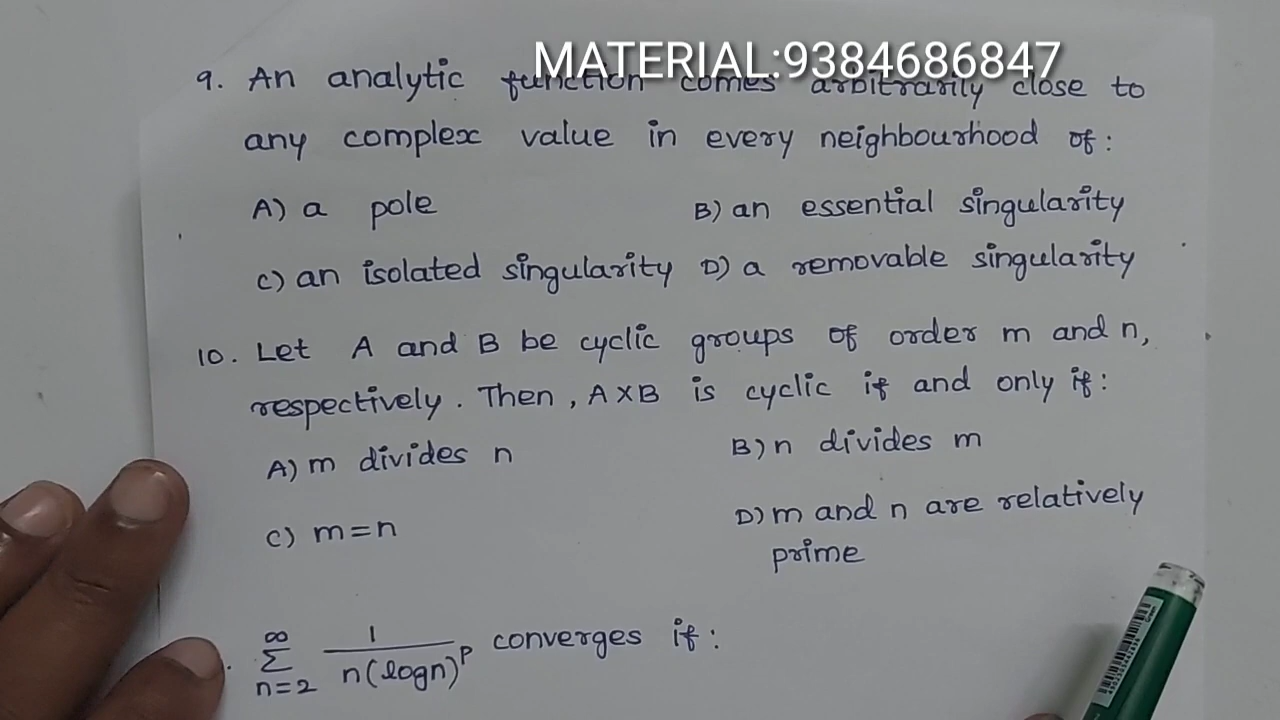 MATERIAL:9384686847
9. An analytic function comes arbitrarily close to
any complex value in every neighbourhood of:
A) a pole B) an essential singularity
C) an isolated singularity D) a removable singularity
10. Let A and B be cyclic groups of order m and n,
respectively. Then, A X B is cyclic if and only if:
A) m divides n B) n divides m
C) m=n D) m and n are relatively
prime
. ∞ Σ n=2 1/n(logn)^p converges if: